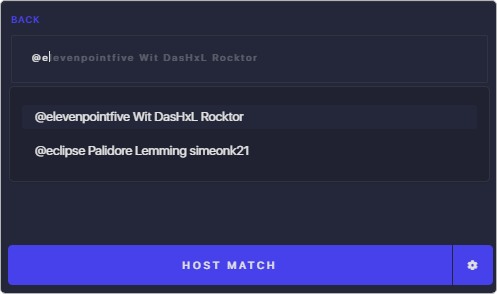 BACK
@elevenpointfive Wit DasHxL Rocktor
@elevenpointfive Wit DasHxL Rocktor
@eclipse Palidore Lemming simeonk21
HOST MATCH